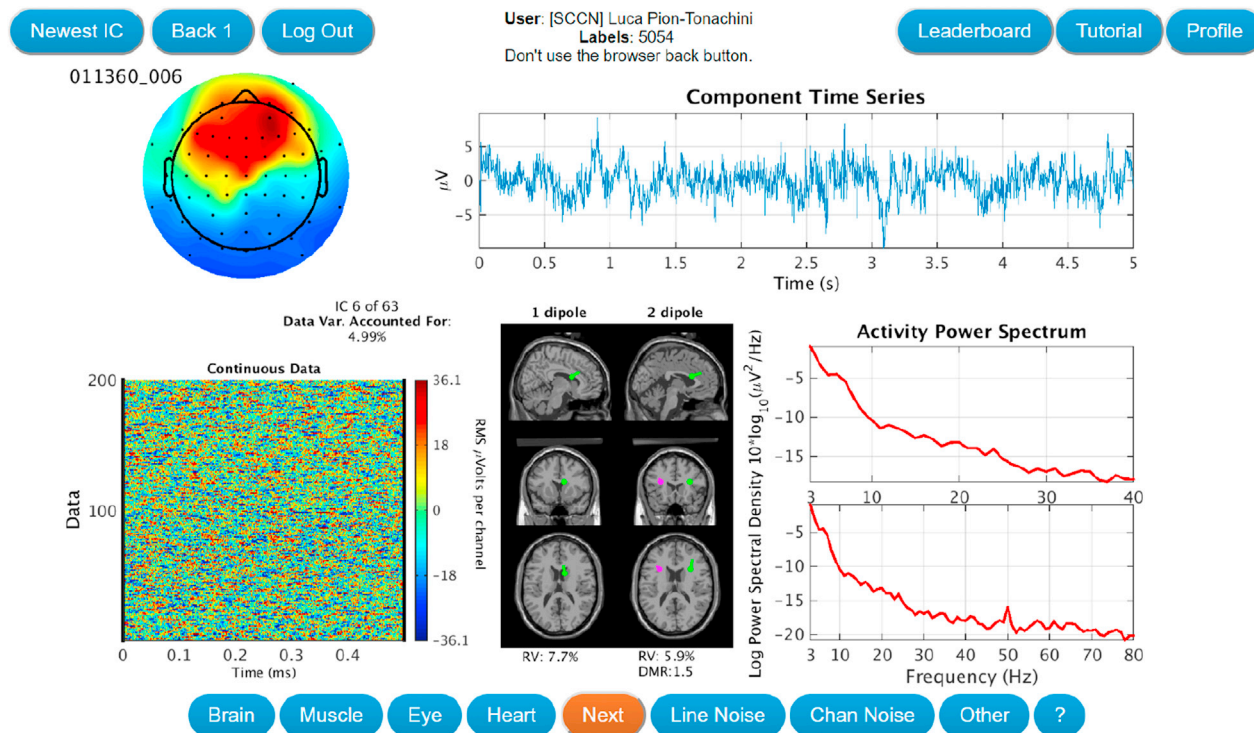 Newest IC
Back 1
Log Out
User: [SCCN] Luca Pion-Tonachini
Labels: 5054
Don't use the browser back button.
Leaderboard
Tutorial
Profile
011360_006
Component Time Series
μV
5
0
-5
0 0.5 1 1.5 2 2.5 3 3.5 4 4.5 5
Time (s)
IC 6 of 63
Data Var. Accounted For:
4.99%
Continuous Data
Data
200
100
0 0.1 0.2 0.3 0.4
Time (ms)
36.1
18
0
-18
-36.1
RMS μVolts per channel
1 dipole
2 dipole
RV: 7.7%
RV: 5.9%
DMR:1.5
Activity Power Spectrum
Log Power Spectral Density 10*log10(μV2/Hz)
-5
-10
-15
3 10 20 30 40
-5
-10
-15
-20
3 10 20 30 40 50 60 70 80
Frequency (Hz)
Brain
Muscle
Eye
Heart
Next
Line Noise
Chan Noise
Other
?